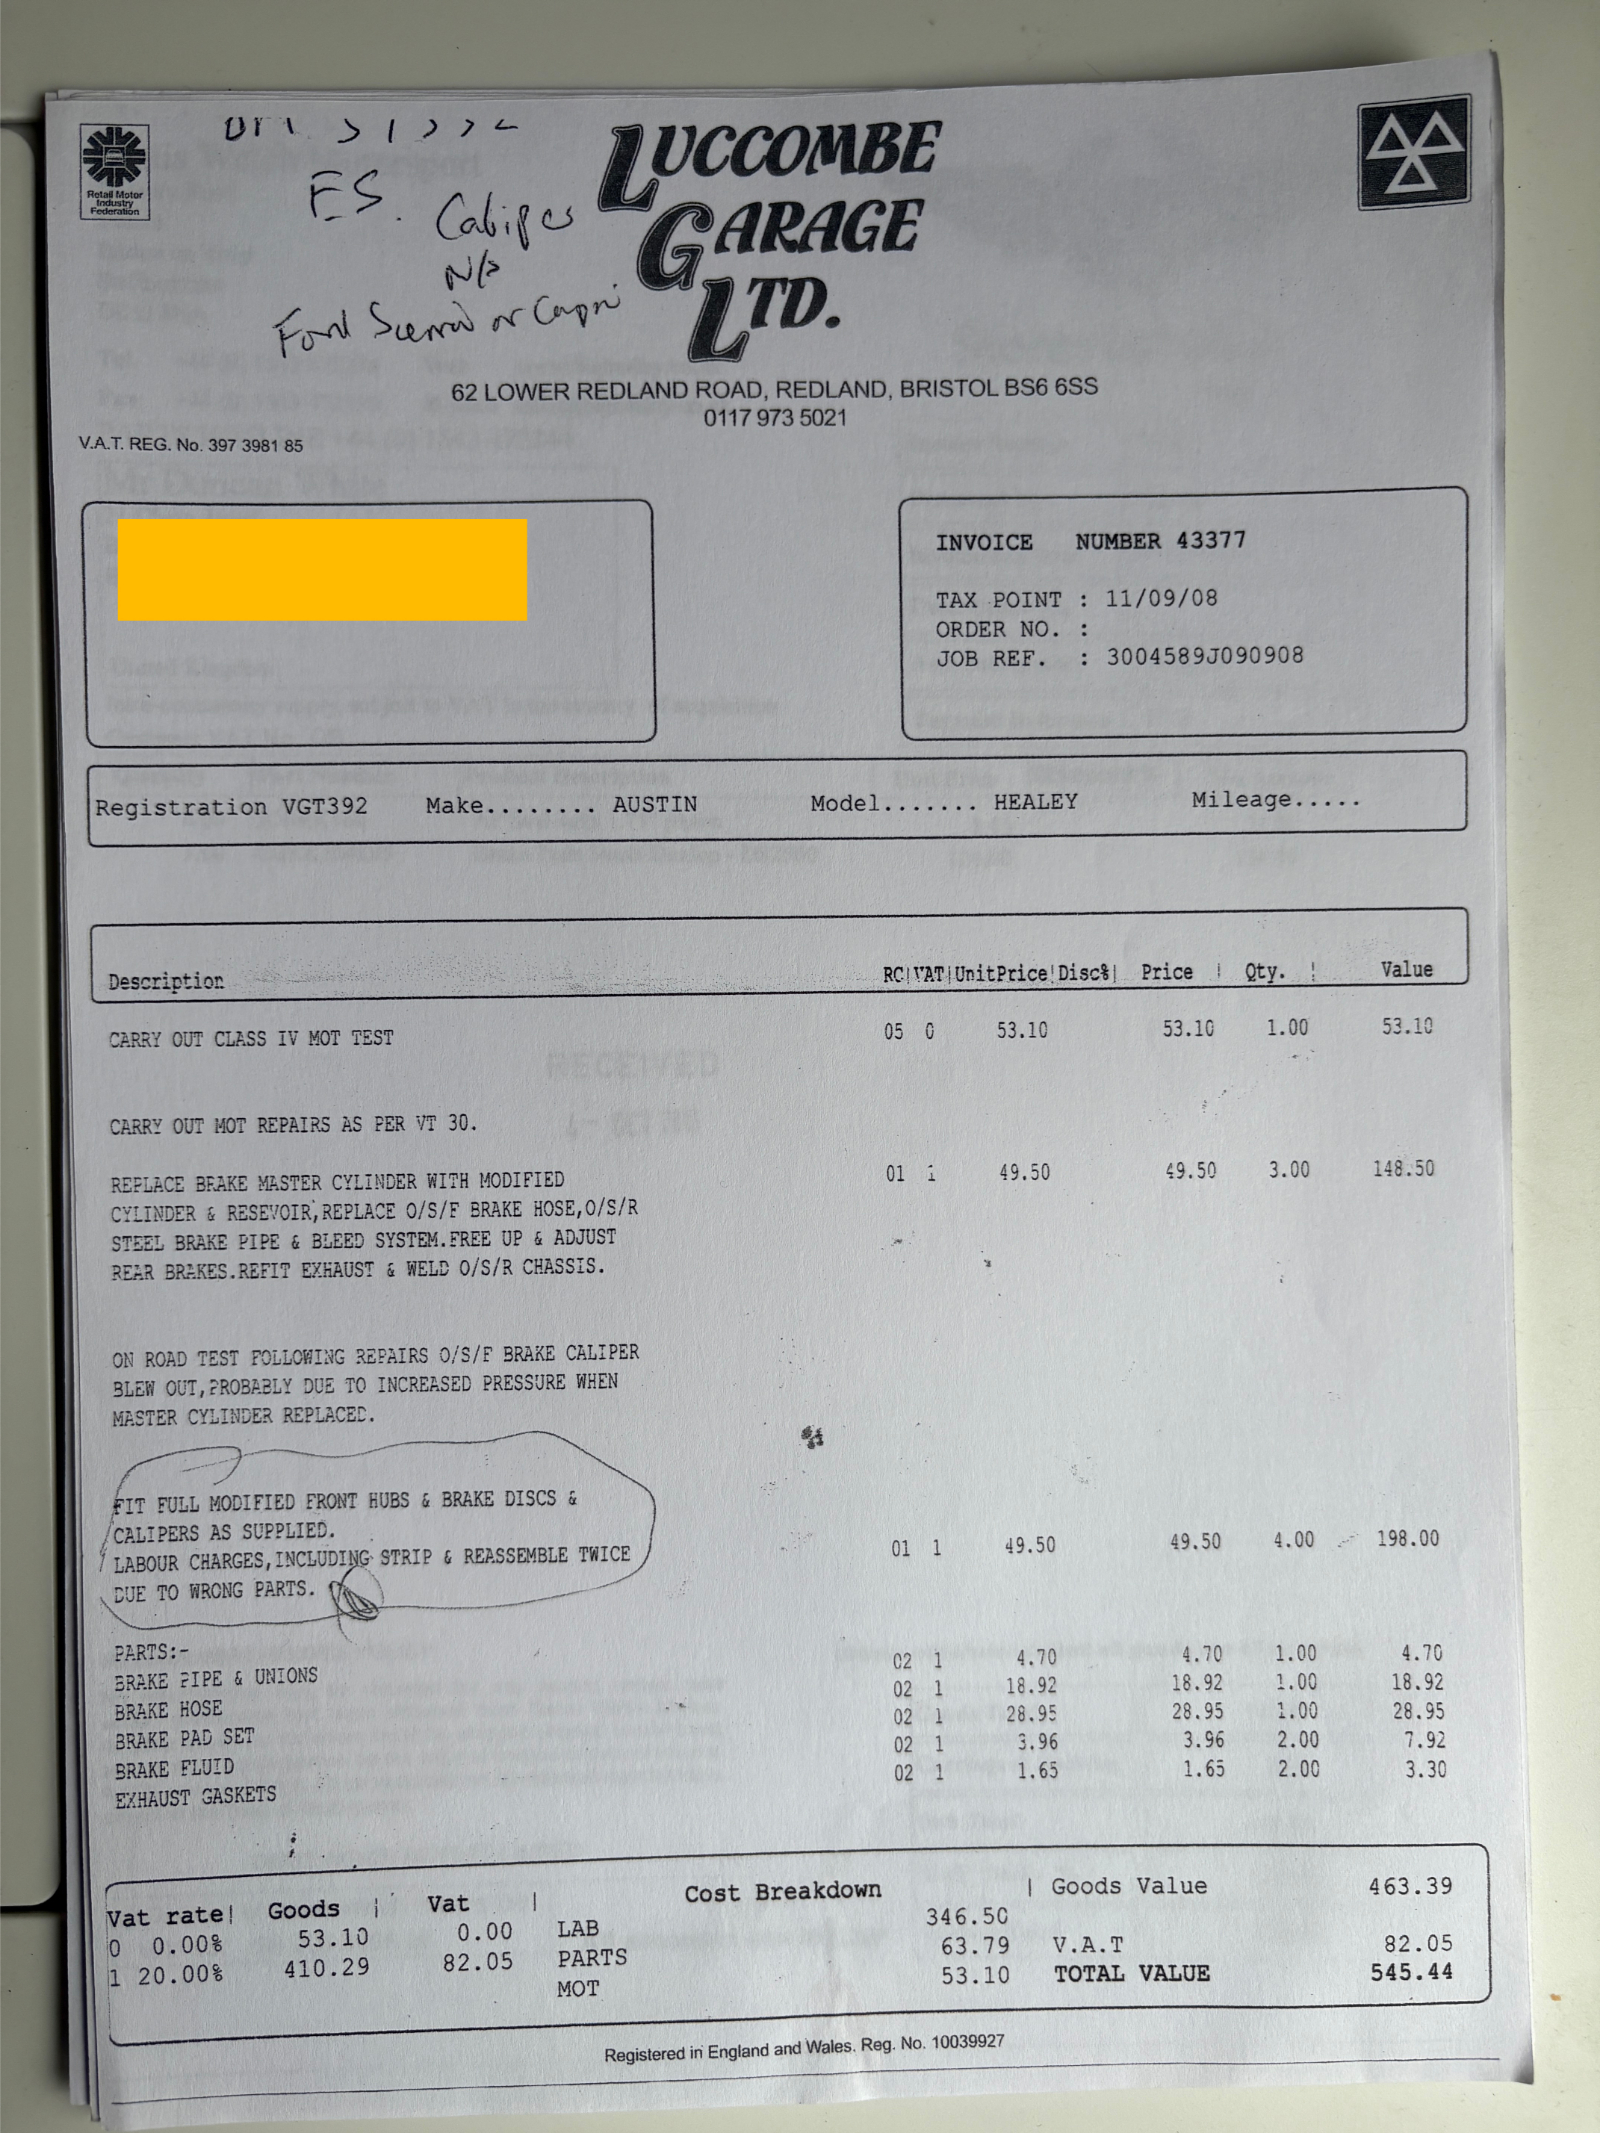 Retail Motor
Industry
Federation
LUCCOMBE
GARAGE
LTD.
F.S.
Calipers
N/S
Ford Sierra or Capri
62 LOWER REDLAND ROAD, REDLAND, BRISTOL BS6 6SS
0117 973 5021
V.A.T. REG. No. 397 3981 85
INVOICE NUMBER 43377
TAX POINT : 11/09/08
ORDER NO. :
JOB REF. : 3004589J090908
Registration VGT392 Make........ AUSTIN Model....... HEALEY Mileage.....
Description RC|VAT|UnitPrice|Disc%| Price | Qty. | Value
CARRY OUT CLASS IV MOT TEST 05 0 53.10 53.10 1.00 53.10
CARRY OUT MOT REPAIRS AS PER VT 30.
REPLACE BRAKE MASTER CYLINDER WITH MODIFIED 01 1 49.50 49.50 3.00 148.50
CYLINDER & RESEVOIR,REPLACE O/S/F BRAKE HOSE,O/S/R
STEEL BRAKE PIPE & BLEED SYSTEM.FREE UP & ADJUST
REAR BRAKES.REFIT EXHAUST & WELD O/S/R CHASSIS.
ON ROAD TEST FOLLOWING REPAIRS O/S/F BRAKE CALIPER
BLEW OUT,PROBABLY DUE TO INCREASED PRESSURE WHEN
MASTER CYLINDER REPLACED.
FIT FULL MODIFIED FRONT HUBS & BRAKE DISCS &
CALIPERS AS SUPPLIED.
LABOUR CHARGES,INCLUDING STRIP & REASSEMBLE TWICE 01 1 49.50 49.50 4.00 198.00
DUE TO WRONG PARTS.
PARTS:-
BRAKE PIPE & UNIONS 02 1 4.70 4.70 1.00 4.70
BRAKE HOSE 02 1 18.92 18.92 1.00 18.92
BRAKE PAD SET 02 1 28.95 28.95 1.00 28.95
BRAKE FLUID 02 1 3.96 3.96 2.00 7.92
EXHAUST GASKETS 02 1 1.65 1.65 2.00 3.30
Vat rate| Goods | Vat | Cost Breakdown | Goods Value 463.39
0 0.00% 53.10 0.00 LAB 346.50
1 20.00% 410.29 82.05 PARTS 63.79 V.A.T 82.05
MOT 53.10 TOTAL VALUE 545.44
Registered in England and Wales. Reg. No. 10039927